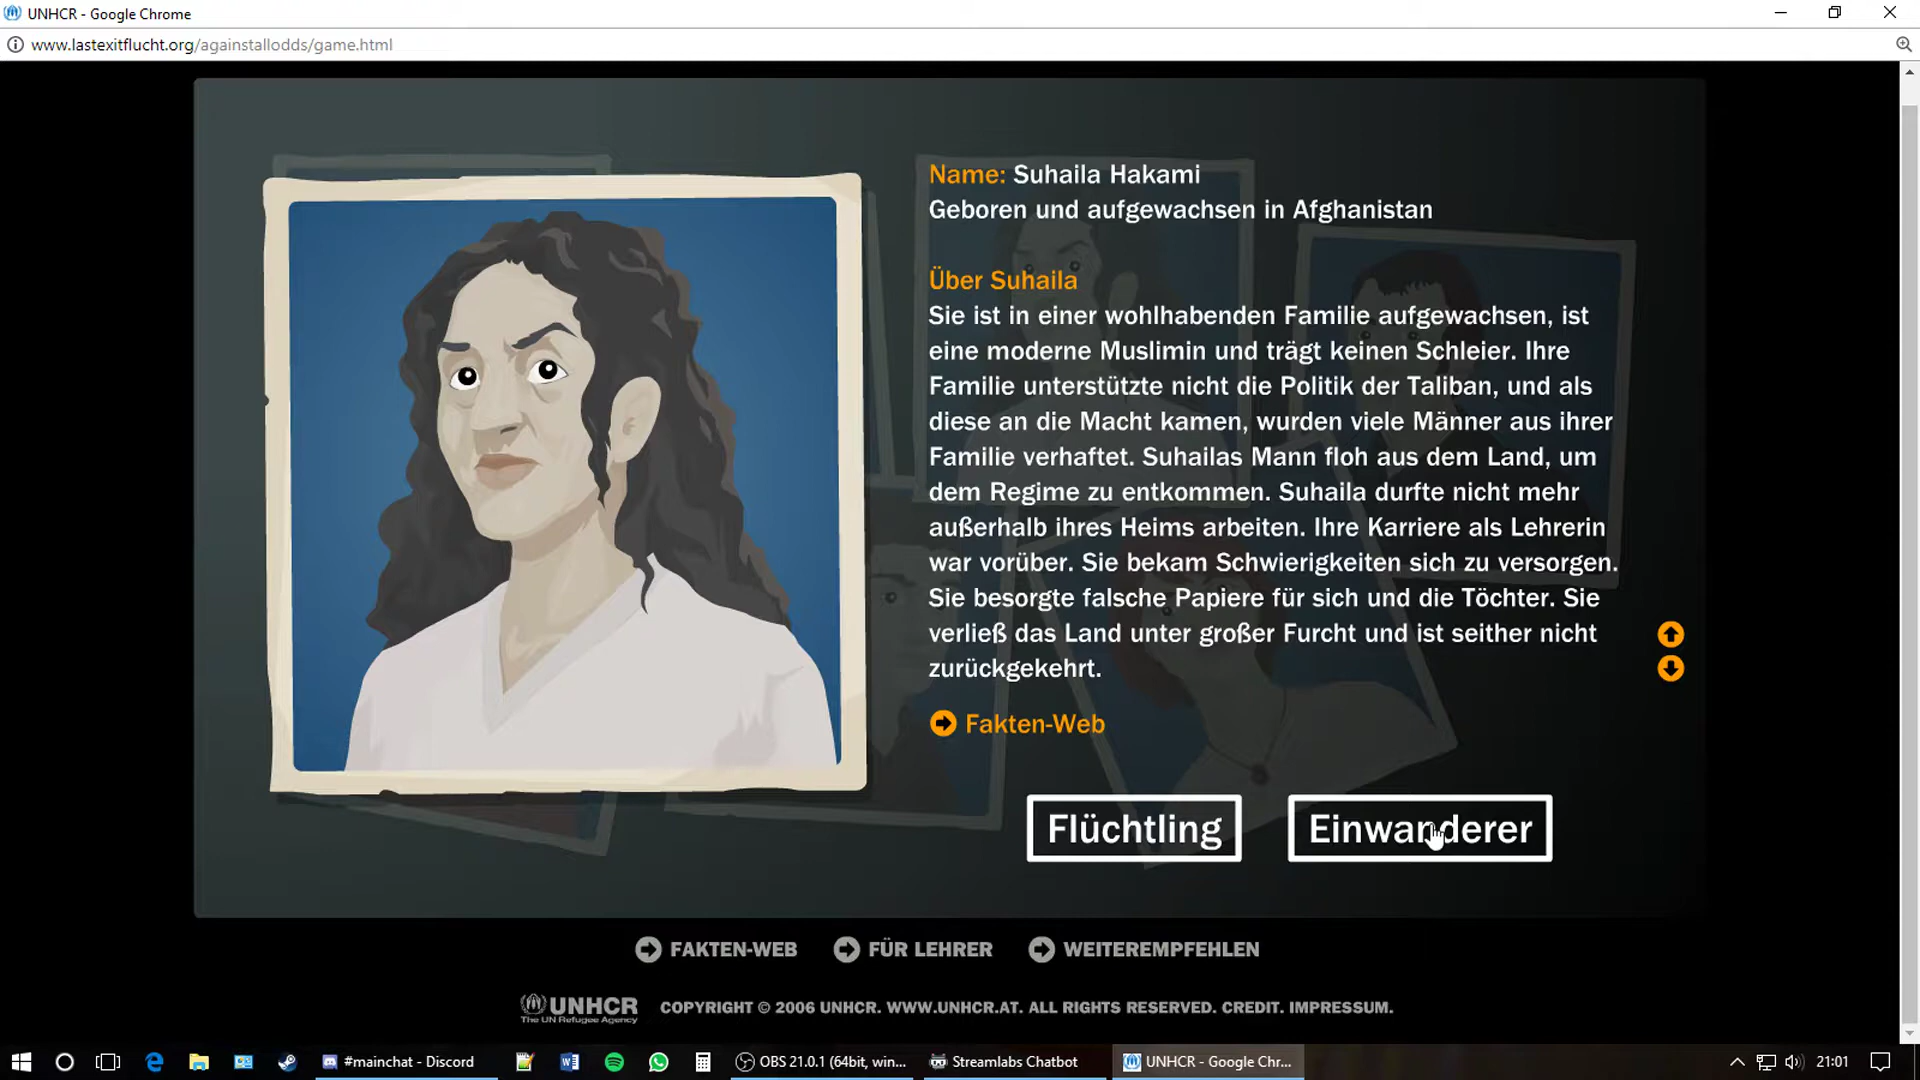 UNHCR - Google Chrome
www.lastexitflucht.org/againstallodds/game.html
Name: Suhaila Hakami
Geboren und aufgewachsen in Afghanistan
Über Suhaila
Sie ist in einer wohlhabenden Familie aufgewachsen, ist
eine moderne Muslimin und trägt keinen Schleier. Ihre
Familie unterstützte nicht die Politik der Taliban, und als
diese an die Macht kamen, wurden viele Männer aus ihrer
Familie verhaftet. Suhailas Mann floh aus dem Land, um
dem Regime zu entkommen. Suhaila durfte nicht mehr
außerhalb ihres Heims arbeiten. Ihre Karriere als Lehrerin
war vorüber. Sie bekam Schwierigkeiten sich zu versorgen.
Sie besorgte falsche Papiere für sich und die Töchter. Sie
verließ das Land unter großer Furcht und ist seither nicht
zurückgekehrt.
Fakten-Web
Flüchtling Einwanderer
FAKTEN-WEB FÜR LEHRER WEITEREMPFEHLEN
UNHCR
The UN Refugee Agency
COPYRIGHT © 2006 UNHCR. WWW.UNHCR.AT. ALL RIGHTS RESERVED. CREDIT. IMPRESSUM.
#mainchat - Discord OBS 21.0.1 (64bit, win... Streamlabs Chatbot UNHCR - Google Chr... 21:01